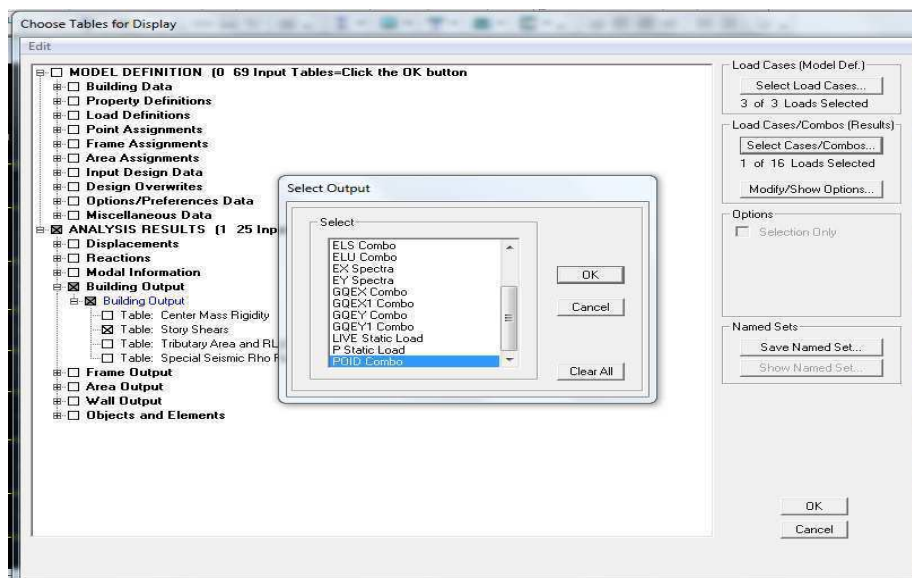 Choose Tables for Display
Edit
MODEL DEFINITION (0 69 Input Tables=Click the OK button
Building Data
Property Definitions
Load Definitions
Point Assignments
Frame Assignments
Area Assignments
Input Design Data
Design Overwrites
Options/Preferences Data
Miscellaneous Data
ANALYSIS RESULTS (1 25 Inp
Displacements
Reactions
Modal Information
Building Output
Building Output
Table: Center Mass Rigidity
Table: Story Shears
Table: Tributary Area and RL
Table: Special Seismic Rho F
Frame Output
Area Output
Wall Output
Objects and Elements
Select Output
Select
ELS Combo
ELU Combo
EX Spectra
EY Spectra
GQEX Combo
GQEX1 Combo
GQEY Combo
GQEY1 Combo
LIVE Static Load
P Static Load
POID Combo
OK
Cancel
Clear All
Load Cases (Model Def.)
Select Load Cases...
3 of 3 Loads Selected
Load Cases/Combos (Results)
Select Cases/Combos...
1 of 16 Loads Selected
Modify/Show Options...
Options
Selection Only
Named Sets
Save Named Set...
Show Named Set...
OK
Cancel